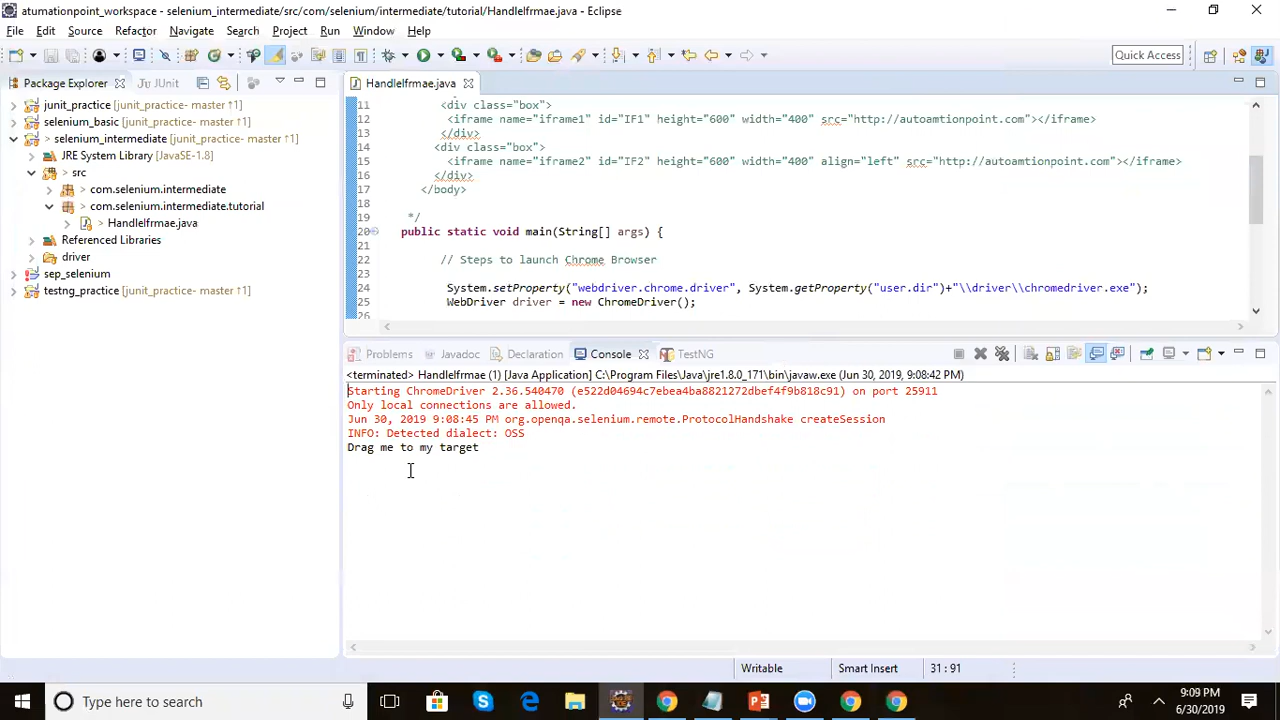 atumationpoint_workspace - selenium_intermediate/src/com/selenium/intermediate/tutorial/HandleIfrmae.java - Eclipse
File Edit Source Refactor Navigate Search Project Run Window Help
Quick Access
Package Explorer JUnit
junit_practice [junit_practice- master ↑1]
selenium_basic [junit_practice- master ↑1]
> selenium_intermediate [junit_practice- master ↑1]
JRE System Library [JavaSE-1.8]
> src
> com.selenium.intermediate
> com.selenium.intermediate.tutorial
> HandleIfrmae.java
Referenced Libraries
driver
sep_selenium
testng_practice [junit_practice- master ↑1]
HandleIfrmae.java
11 <div class="box">
12 <iframe name="iframe1" id="IF1" height="600" width="400" src="http://autoamtionpoint.com"></iframe>
13 </div>
14 <div class="box">
15 <iframe name="iframe2" id="IF2" height="600" width="400" align="left" src="http://autoamtionpoint.com"></iframe>
16 </div>
17 </body>
18
19 */
20 public static void main(String[] args) {
21
22 // Steps to launch Chrome Browser
23
24 System.setProperty("webdriver.chrome.driver", System.getProperty("user.dir")+"\\driver\\chromedriver.exe");
25 WebDriver driver = new ChromeDriver();
26
Problems Javadoc Declaration Console TestNG
<terminated> HandleIfrmae (1) [Java Application] C:\Program Files\Java\jre1.8.0_171\bin\javaw.exe (Jun 30, 2019, 9:08:42 PM)
Starting ChromeDriver 2.36.540470 (e522d04694c7ebea4ba8821272dbef4f9b818c91) on port 25911
Only local connections are allowed.
Jun 30, 2019 9:08:45 PM org.openqa.selenium.remote.ProtocolHandshake createSession
INFO: Detected dialect: OSS
Drag me to my target
Writable Smart Insert 31 : 91
Type here to search
9:09 PM
6/30/2019